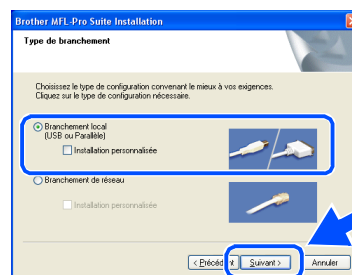 Brother MFL-Pro Suite Installation
Type de branchement
Choisissez le type de configuration convenant le mieux à vos exigences.
Cliquez sur le type de configuration nécessaire.
Branchement local
(USB ou Parallèle)
Installation personnalisée
Branchement de réseau
Installation personnalisée
< Précédent Suivant > Annuler